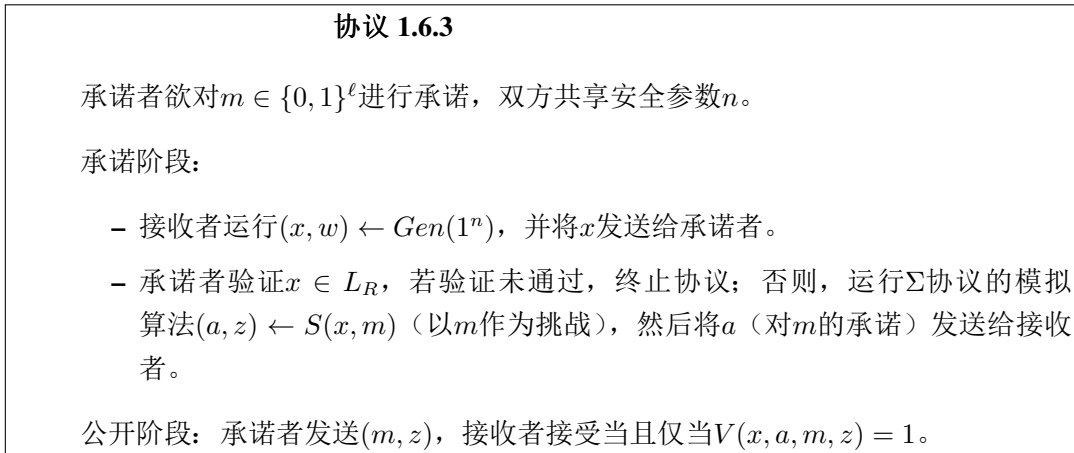 协议 1.6.3
承诺者欲对m ∈ {0, 1}^ℓ进行承诺，双方共享安全参数n。
承诺阶段：
– 接收者运行(x, w) ← Gen(1^n)，并将x发送给承诺者。
– 承诺者验证x ∈ L_R，若验证未通过，终止协议；否则，运行Σ协议的模拟
算法(a, z) ← S(x, m)（以m作为挑战），然后将a（对m的承诺）发送给接收
者。
公开阶段：承诺者发送(m, z)，接收者接受当且仅当V(x, a, m, z) = 1。